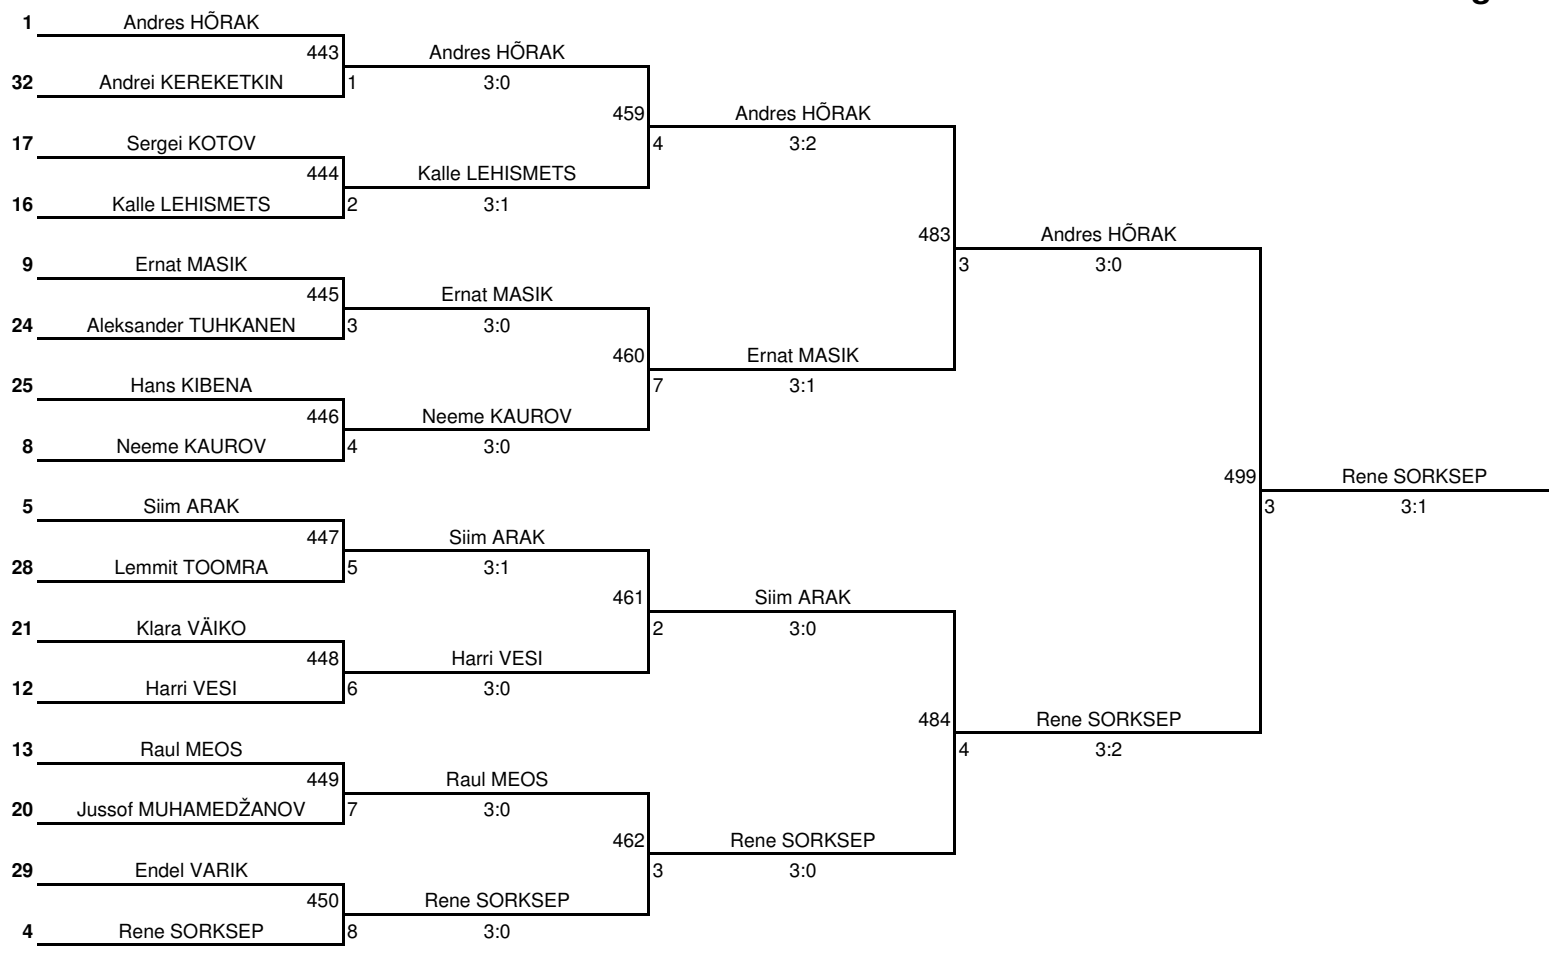 1 Andres HÕRAK
443 Andres HÕRAK
32 Andrei KEREKETKIN 1 3:0
459 Andres HÕRAK
17 Sergei KOTOV 4 3:2
444 Kalle LEHISMETS
16 Kalle LEHISMETS 2 3:1
483 Andres HÕRAK
9 Ernat MASIK 3 3:0
445 Ernat MASIK
24 Aleksander TUHKANEN 3 3:0
460 Ernat MASIK
25 Hans KIBENA 7 3:1
446 Neeme KAUROV
8 Neeme KAUROV 4 3:0
499 Rene SORKSEP
5 Siim ARAK 3 3:1
447 Siim ARAK
28 Lemmit TOOMRA 5 3:1
461 Siim ARAK
21 Klara VÄIKO 2 3:0
448 Harri VESI
12 Harri VESI 6 3:0
484 Rene SORKSEP
13 Raul MEOS 4 3:2
449 Raul MEOS
20 Jussof MUHAMEDŽANOV 7 3:0
462 Rene SORKSEP
29 Endel VARIK 3 3:0
450 Rene SORKSEP
4 Rene SORKSEP 8 3:0